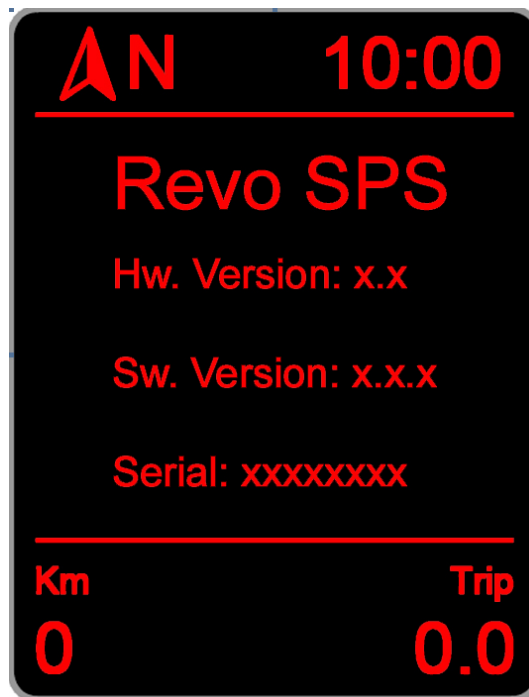 N 10:00
Revo SPS
Hw. Version: x.x
Sw. Version: x.x.x
Serial: xxxxxxxx
Km Trip
0 0.0